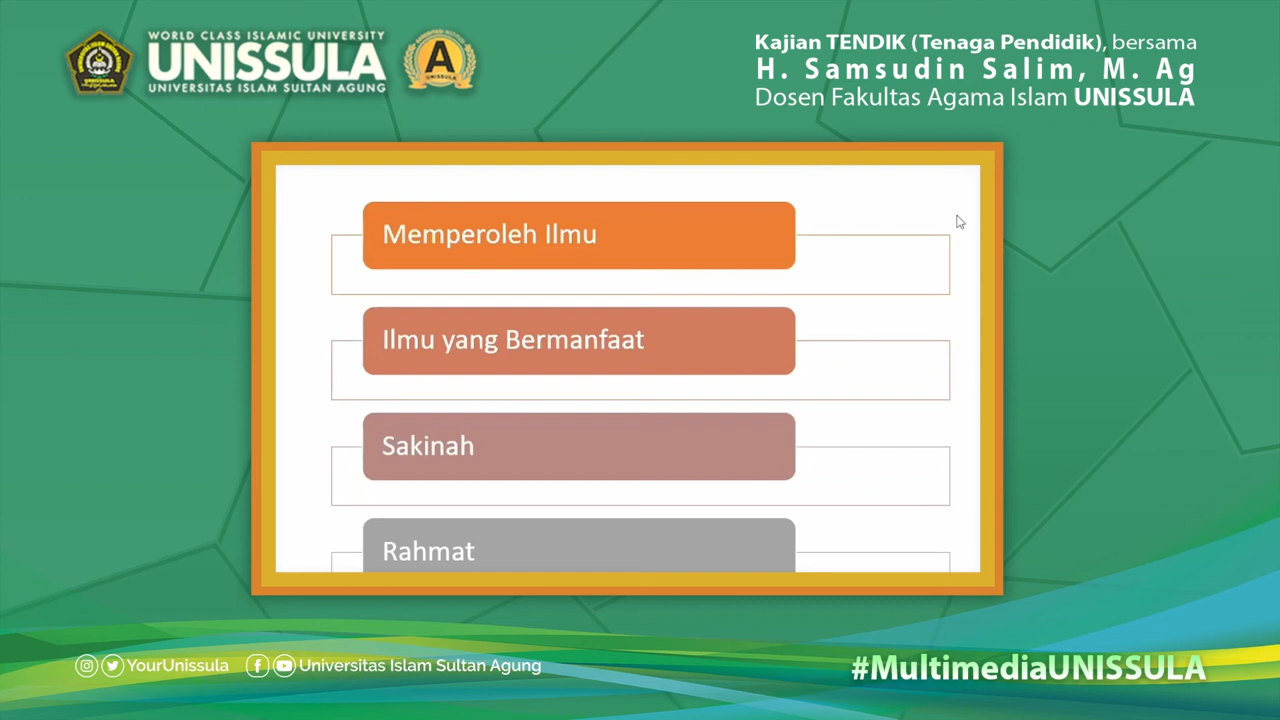 WORLD CLASS ISLAMIC UNIVERSITY
UNISSULA
UNIVERSITAS ISLAM SULTAN AGUNG
A
UNISSULA
Kajian TENDIK (Tenaga Pendidik), bersama
H. Samsudin Salim, M. Ag
Dosen Fakultas Agama Islam UNISSULA
Memperoleh Ilmu
Ilmu yang Bermanfaat
Sakinah
Rahmat
YourUnissula
Universitas Islam Sultan Agung
#MultimediaUNISSULA